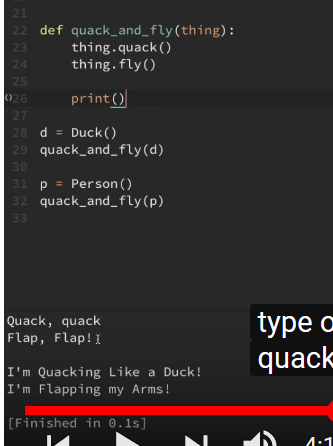 21
22 def quack_and_fly(thing):
23 thing.quack()
24 thing.fly()
25
26 print()
27
28 d = Duck()
29 quack_and_fly(d)
30
31 p = Person()
32 quack_and_fly(p)
33
Quack, quack
Flap, Flap!
type
quack
I'm Quacking Like a Duck!
I'm Flapping my Arms!
[Finished in 0.1s]